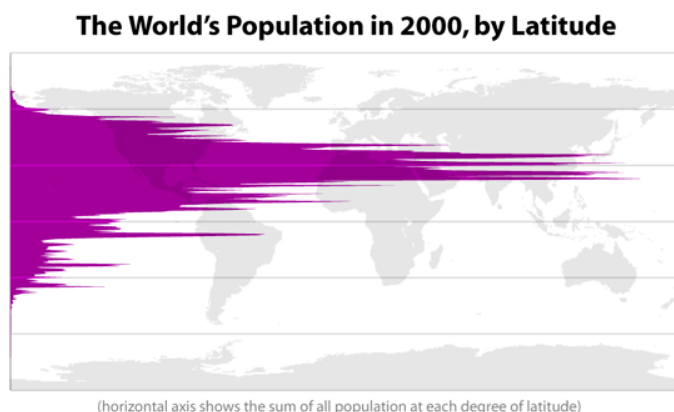 The World’s Population in 2000, by Latitude
(horizontal axis shows the sum of all population at each degree of latitude)